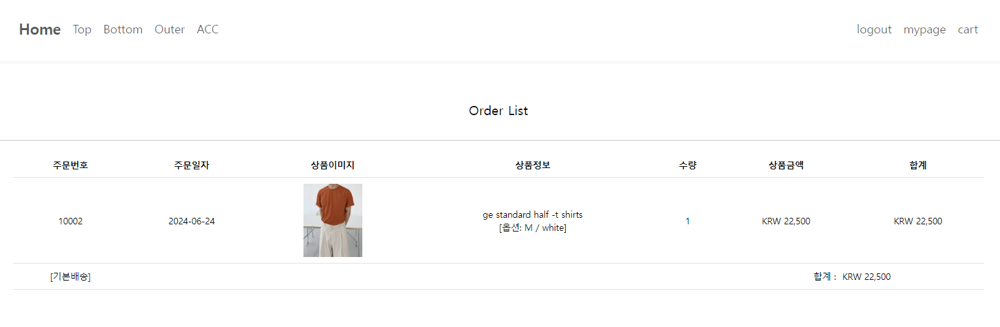 Home Top Bottom Outer ACC logout mypage cart
Order List
주문번호 주문일자 상품이미지 상품정보 수량 상품금액 합계
10002 2024-06-24 ge standard half -t shirts 1 KRW 22,500 KRW 22,500
[옵션: M / white]
[기본배송] 합계 : KRW 22,500